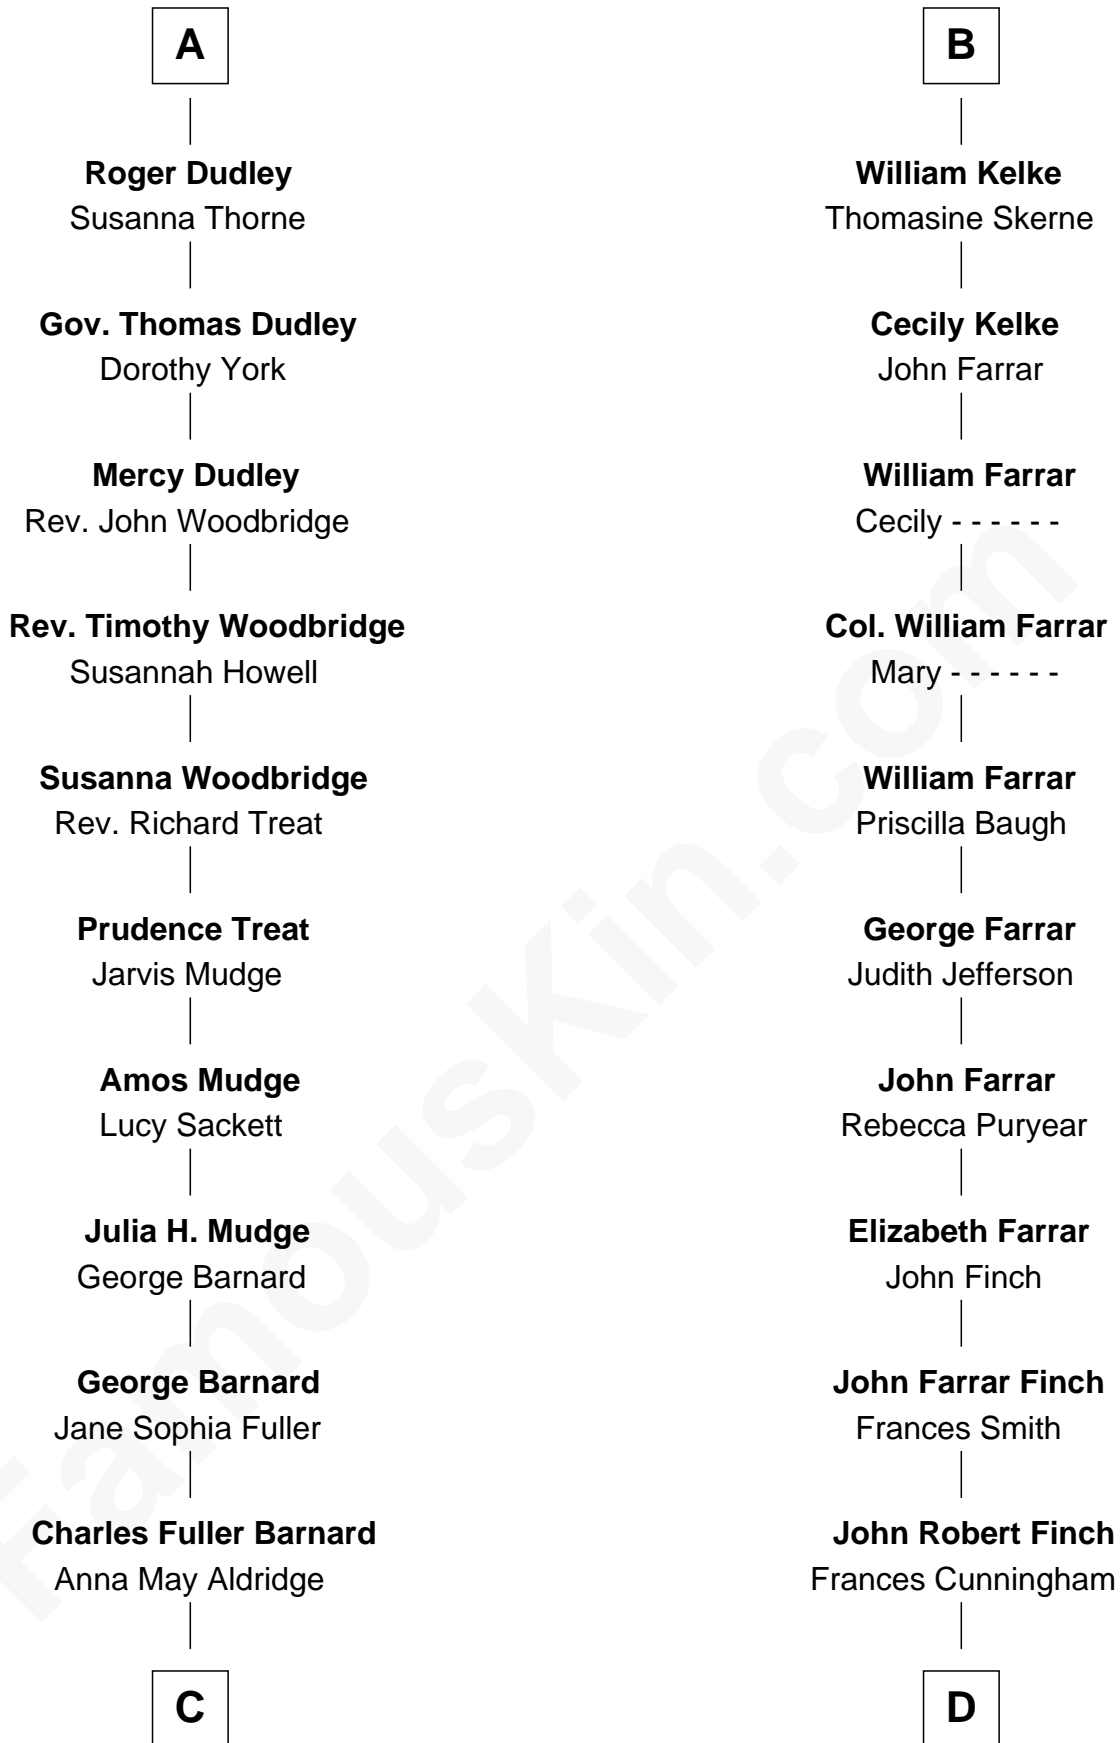 A
Roger Dudley
Susanna Thorne
Gov. Thomas Dudley
Dorothy York
Mercy Dudley
Rev. John Woodbridge
Rev. Timothy Woodbridge
Susannah Howell
Susanna Woodbridge
Rev. Richard Treat
Prudence Treat
Jarvis Mudge
Amos Mudge
Lucy Sackett
Julia H. Mudge
George Barnard
George Barnard
Jane Sophia Fuller
Charles Fuller Barnard
Anna May Aldridge
C
B
William Kelke
Thomasine Skerne
Cecily Kelke
John Farrar
William Farrar
Cecily - - - - - -
Col. William Farrar
Mary - - - - - -
William Farrar
Priscilla Baugh
George Farrar
Judith Jefferson
John Farrar
Rebecca Puryear
Elizabeth Farrar
John Finch
John Farrar Finch
Frances Smith
John Robert Finch
Frances Cunningham
D
FamousKin.com